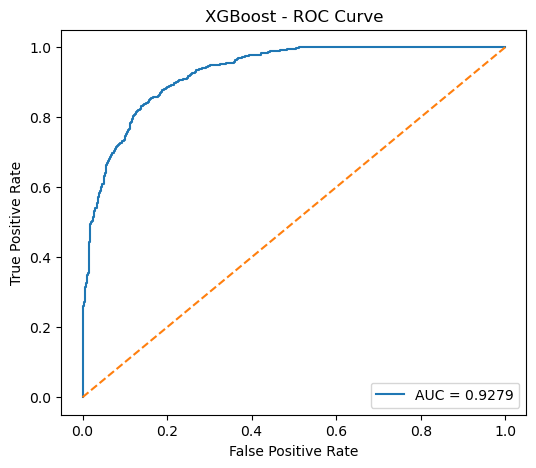 XGBoost - ROC Curve
True Positive Rate
1.0
0.8
0.6
0.4
0.2
0.0
AUC = 0.9279
0.0 0.2 0.4 0.6 0.8 1.0
False Positive Rate